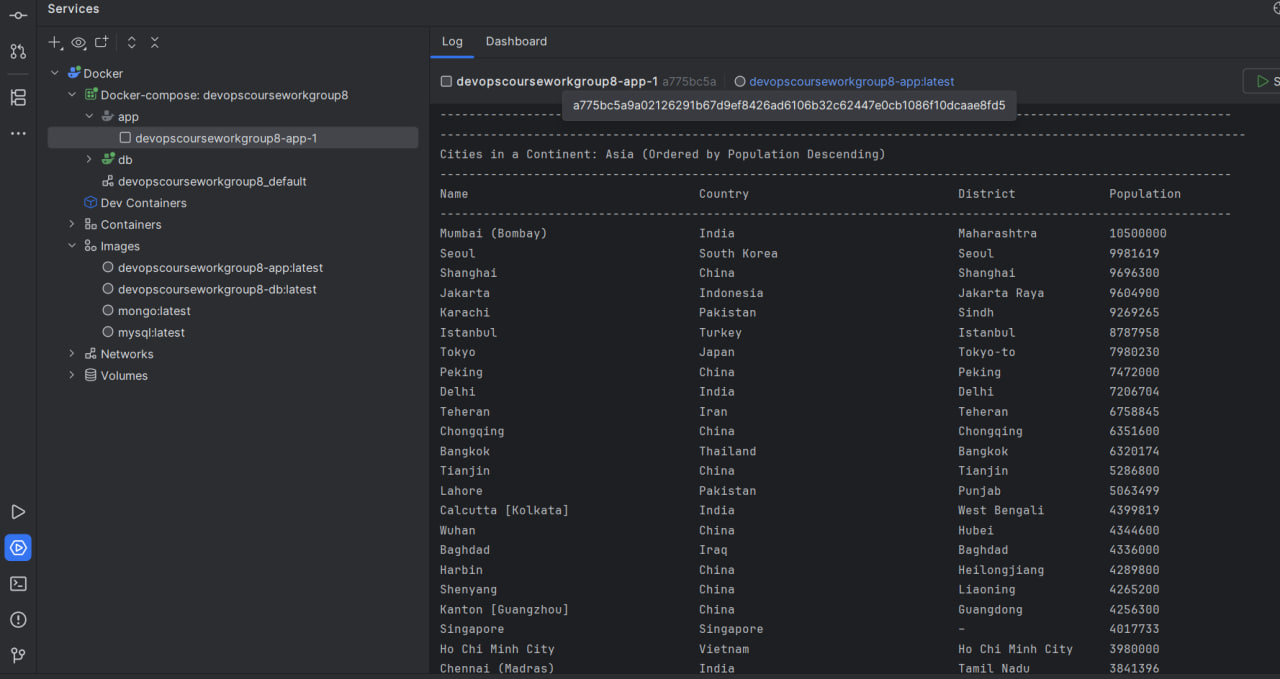 Services
Docker
Docker-compose: devopscourseworkgroup8
app
devopscourseworkgroup8-app-1
db
devopscourseworkgroup8_default
Dev Containers
Containers
Images
devopscourseworkgroup8-app:latest
devopscourseworkgroup8-db:latest
mongo:latest
mysql:latest
Networks
Volumes
Log Dashboard
devopscourseworkgroup8-app-1 a775bc5a devopscourseworkgroup8-app:latest S
a775bc5a9a02126291b67d9ef8426ad6106b32c62447e0cb1086f10dcaae8fd5
Cities in a Continent: Asia (Ordered by Population Descending)
Name Country District Population
Mumbai (Bombay) India Maharashtra 10500000
Seoul South Korea Seoul 9981619
Shanghai China Shanghai 9696300
Jakarta Indonesia Jakarta Raya 9604900
Karachi Pakistan Sindh 9269265
Istanbul Turkey Istanbul 8787958
Tokyo Japan Tokyo-to 7980230
Peking China Peking 7472000
Delhi India Delhi 7206704
Teheran Iran Teheran 6758845
Chongqing China Chongqing 6351600
Bangkok Thailand Bangkok 6320174
Tianjin China Tianjin 5286800
Lahore Pakistan Punjab 5063499
Calcutta [Kolkata] India West Bengali 4399819
Wuhan China Hubei 4344600
Baghdad Iraq Baghdad 4336000
Harbin China Heilongjiang 4289800
Shenyang China Liaoning 4265200
Kanton [Guangzhou] China Guangdong 4256300
Singapore Singapore – 4017733
Ho Chi Minh City Vietnam Ho Chi Minh City 3980000
Chennai (Madras) India Tamil Nadu 3841396